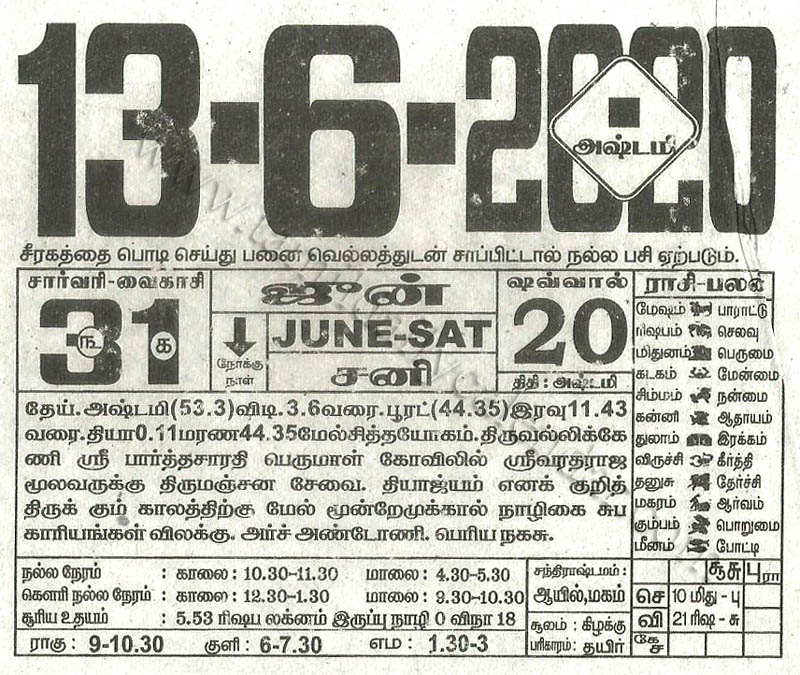 13-6-2020
அஷ்டமி
சீரகத்தை பொடி செய்து பனை வெல்லத்துடன் சாப்பிட்டால் நல்ல பசி ஏற்படும்.
சார்வரி-வைகாசி
31
௩ ௧
ஜுன்
JUNE-SAT
சனி
நோக்கு
நாள்
ஷவ்வால்
20
திதி : அஷ்டமி
ராசி-பலன்
மேஷம் பாராட்டு
ரிஷபம் செலவு
மிதுனம் பெருமை
கடகம் மேன்மை
சிம்மம் நன்மை
கன்னி ஆதாயம்
துலாம் இரக்கம்
விருச்சி கீர்த்தி
தனுசு தேர்ச்சி
மகரம் ஆர்வம்
கும்பம் பொறுமை
மீனம் போட்டி
தேய். அஷ்டமி(53.3)விடி.3.6வரை.பூரட்(44.35)இரவு11.43
வரை.தியா0.11மரண44.35மேல்சித்தயோகம்.திருவல்லிக்கே
ணி ஸ்ரீ பார்த்தசாரதி பெருமாள் கோவிலில் ஸ்ரீவரதராஜ
மூலவருக்கு திருமஞ்சன சேவை. தியாஜ்யம் எனக் குறித்
திருக் கும் காலத்திற்கு மேல் மூன்றேமுக்கால் நாழிகை சுப
காரியங்கள் விலக்கு. அர்ச் அண்டோணி. பெரிய நகசு.
நல்ல நேரம் : காலை : 10.30-11.30 மாலை : 4.30-5.30
கௌரி நல்ல நேரம் : காலை : 12.30-1.30 மாலை : 9.30-10.30
சூரிய உதயம் : 5.53 ரிஷப லக்னம் இருப்பு நாழி 0 விநா 18
ராகு : 9-10.30 குளி : 6-7.30 எம : 1.30-3
சந்திராஷ்டமம் :
ஆயில்,மகம்
சூலம் : கிழக்கு
பரிகாரம் : தயிர்
சூசு புரா
செ 10 மிது - பு
வி 21 ரிஷ - சு
கே